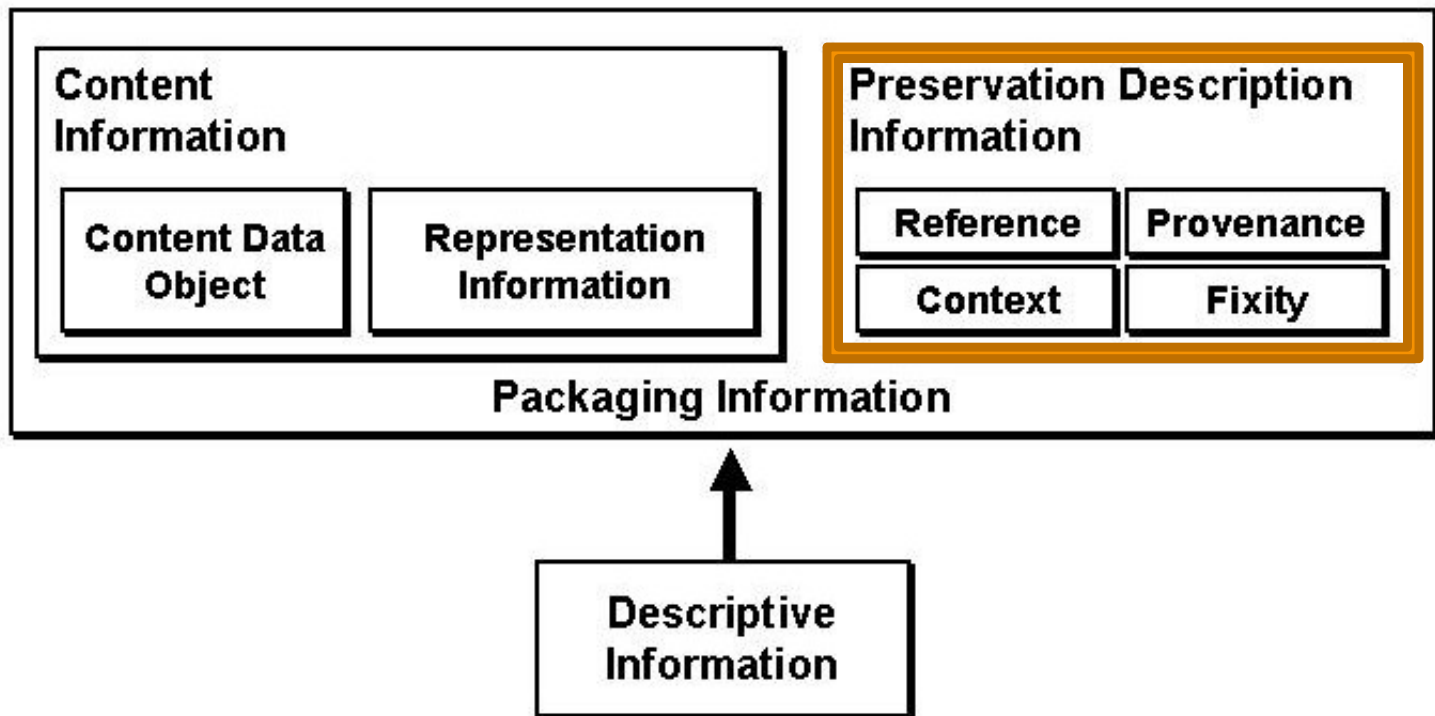 Content
Information
Content Data
Object
Representation
Information
Preservation Description
Information
Reference
Provenance
Context
Fixity
Packaging Information
Descriptive
Information